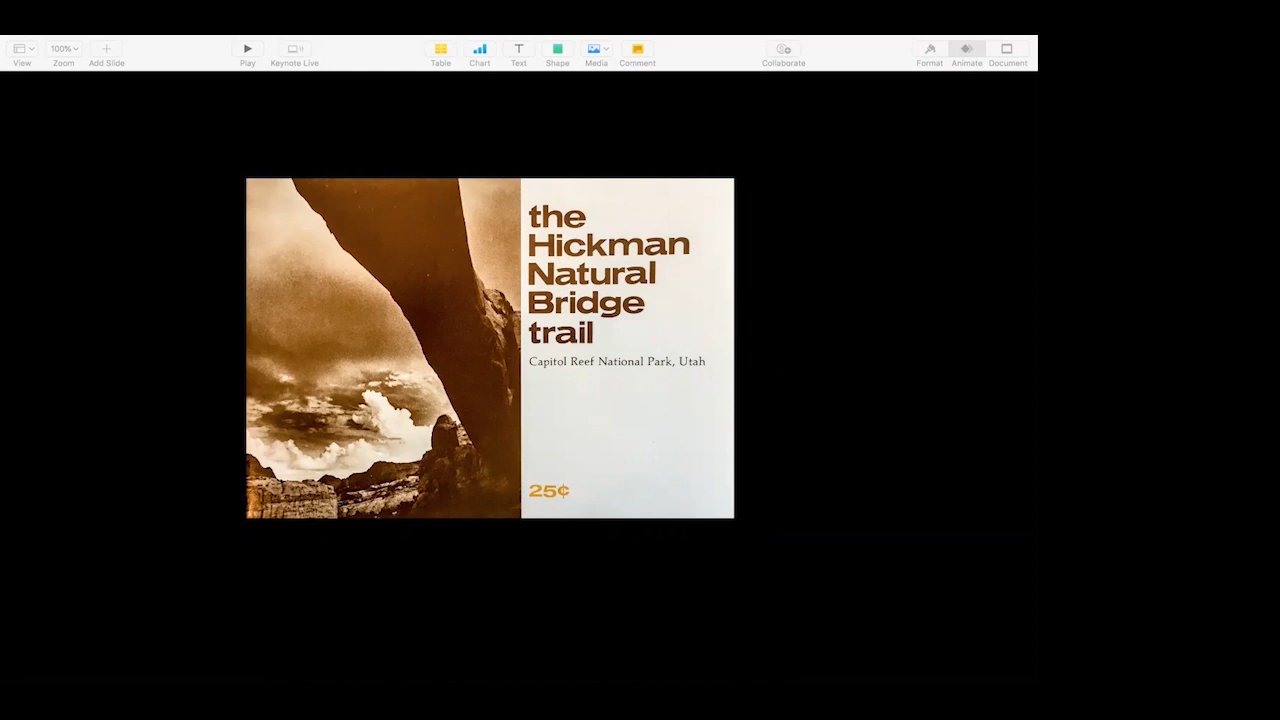 View
100%
Zoom
Add Slide
Play
Keynote Live
Table
Chart
T
Text
Shape
Media
Comment
Collaborate
Format
Animate
Document
the
Hickman
Natural
Bridge
trail
Capitol Reef National Park, Utah
25¢